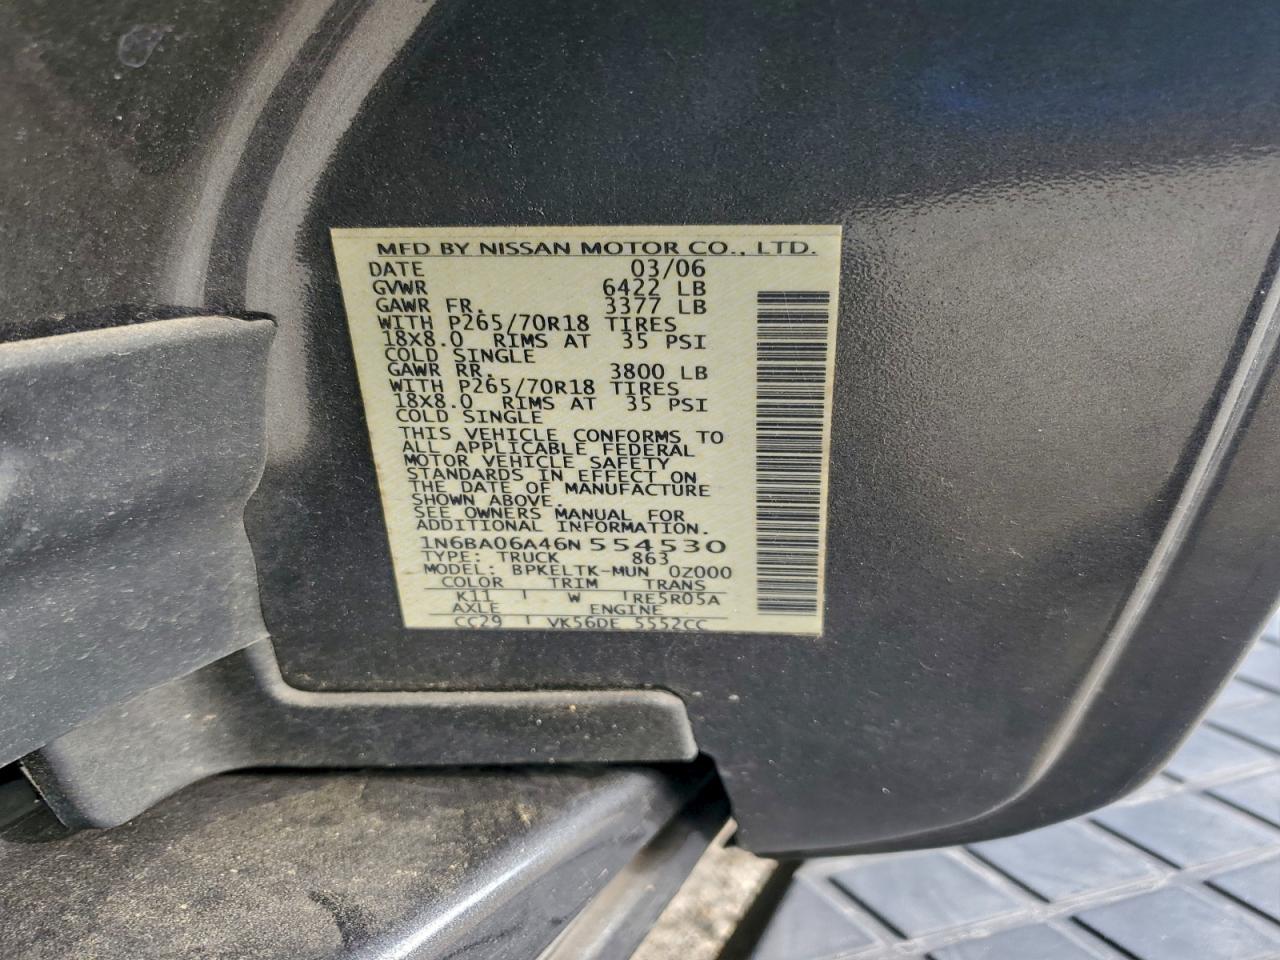 MFD BY NISSAN MOTOR CO., LTD.
DATE 03/06
GVWR 6422 LB
GAWR FR. 3377 LB
WITH P265/70R18 TIRES
18X8.0 RIMS AT 35 PSI
COLD SINGLE
GAWR RR. 3800 LB
WITH P265/70R18 TIRES
18X8.0 RIMS AT 35 PSI
COLD SINGLE
THIS VEHICLE CONFORMS TO
ALL APPLICABLE FEDERAL
MOTOR VEHICLE SAFETY
STANDARDS IN EFFECT ON
THE DATE OF MANUFACTURE
SHOWN ABOVE.
SEE OWNERS MANUAL FOR
ADDITIONAL INFORMATION.
1N6BA06A46N 554530
TYPE: TRUCK 863
MODEL: BPKELTK-MUN 0Z000
COLOR TRIM TRANS
K11 W RE5R05A
AXLE ENGINE
CC29 VK56DE 5552CC